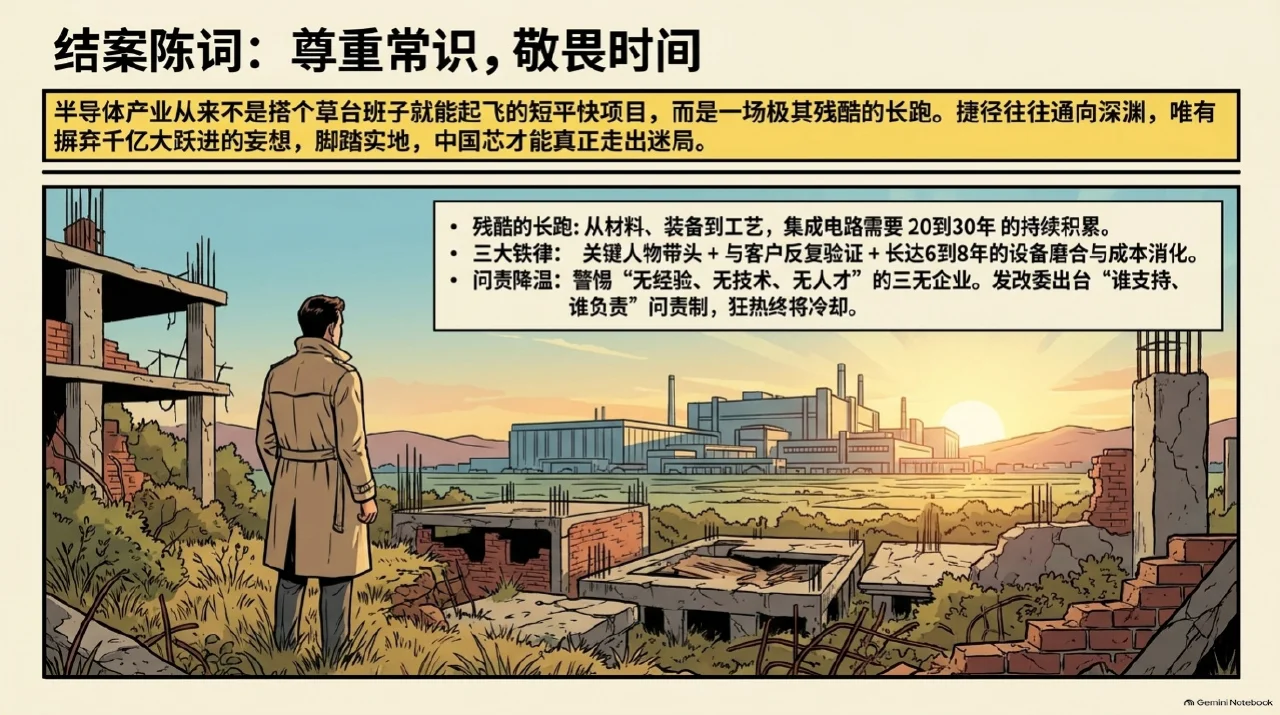 结案陈词：尊重常识，敬畏时间
半导体产业从来不是搭个草台班子就能起飞的短平快项目，而是一场极其残酷的长跑。捷径往往通向深渊，唯有
摒弃千亿大跃进的妄想，脚踏实地，中国芯才能真正走出迷局。
• 残酷的长跑: 从材料、装备到工艺，集成电路需要 20到30年 的持续积累。
• 三大铁律： 关键人物带头 + 与客户反复验证 + 长达6到8年的设备磨合与成本消化。
• 问责降温：警惕“无经验、无技术、无人才”的三无企业。发改委出台“谁支持、
谁负责”问责制，狂热终将冷却。
Gemini Notebook